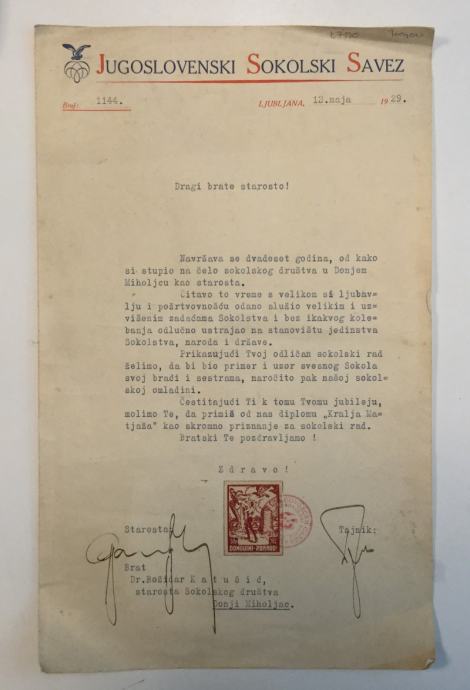 JUGOSLOVENSKI SOKOLSKI SAVEZ
Broj: 1144.
LJUBLJANA, 13.maja 1929.
Dragi brate starosto!
Navršava se dvadeset godina, od kako
si stupio na čelo sokolskog društva u Donjem
Miholjcu kao starosta.
Čitavo to vreme s velikom si ljubav-
lju i požrtvovnošću odano služio velikim i uz-
višenim zadaćama Sokolstva i bez ikakvog kole-
banja odlučno ustrajao na stanovištu jedinstva
Sokolstva, naroda i države.
Prikazujući Tvoj odličan sokolski rad
želimo, da bi bio primer i uzor svesnog Sokola
svoj braći i sestrama, naročito pak našoj sokol-
skoj omladini.
Čestitajući Ti k tomu Tvomu jubileju,
molimo Te, da primiš od nas diplomu „Kralja Ma-
tjaža" kao skromno priznanje za sokolski rad.
Bratski Te pozdravljamo !
Zdravo!
Starosta:
Tajnik:
Brat
Dr.Božidar Katušić,
starosta Sokolskog društva
Donji Miholjac.